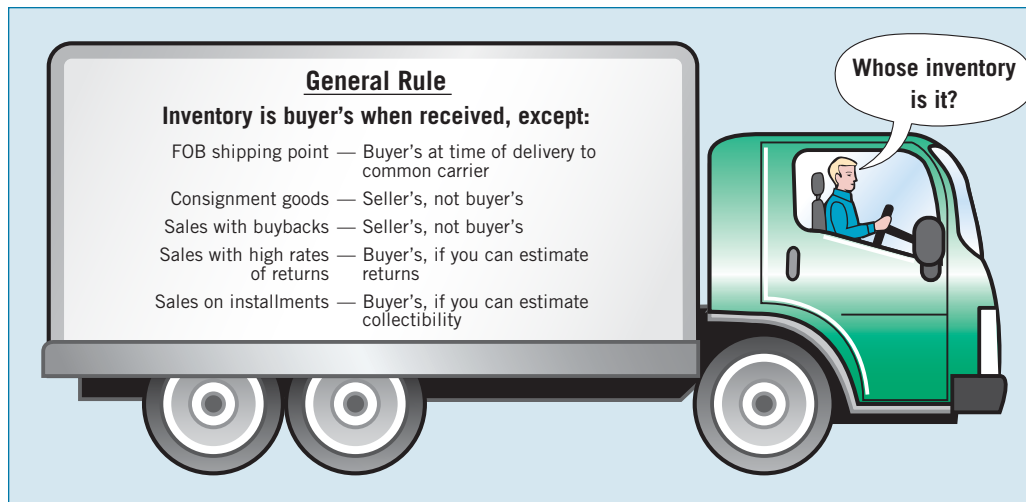 General Rule
Inventory is buyer's when received, except:
FOB shipping point — Buyer's at time of delivery to
common carrier
Consignment goods — Seller's, not buyer's
Sales with buybacks — Seller's, not buyer's
Sales with high rates — Buyer's, if you can estimate
of returns returns
Sales on installments — Buyer's, if you can estimate
collectibility
Whose inventory
is it?